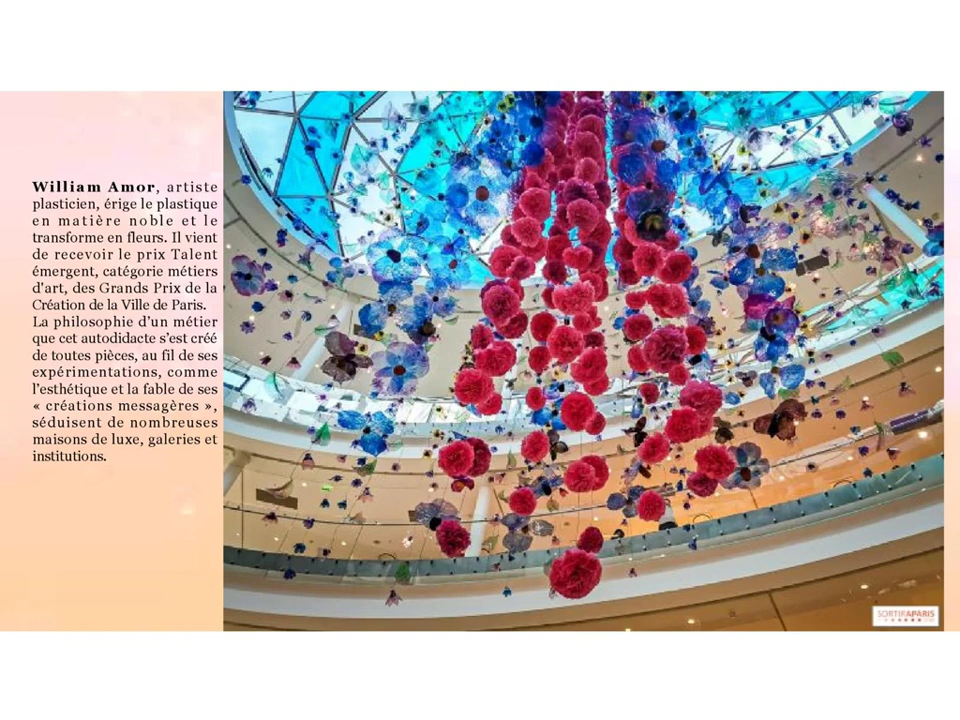 William Amor, artiste
plasticien, érige le plastique
en matière noble et le
transforme en fleurs. Il vient
de recevoir le prix Talent
émergent, catégorie métiers
d'art, des Grands Prix de la
Création de la Ville de Paris.
La philosophie d’un métier
que cet autodidacte s’est créé
de toutes pièces, au fil de ses
expérimentations, comme
l’esthétique et la fable de ses
« créations messagères »,
séduisent de nombreuses
maisons de luxe, galeries et
institutions.
SORTIRAPARIS